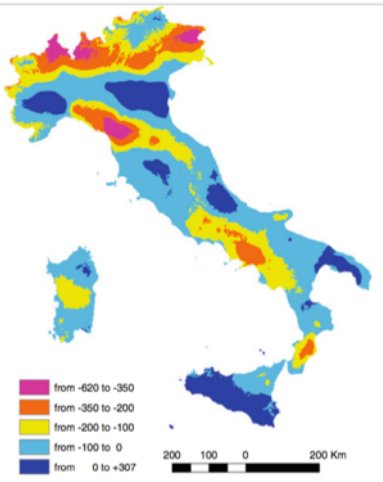 from -620 to -350
from -350 to -200
from -200 to -100
from -100 to 0
from 0 to +307
200 100 0 200 Km